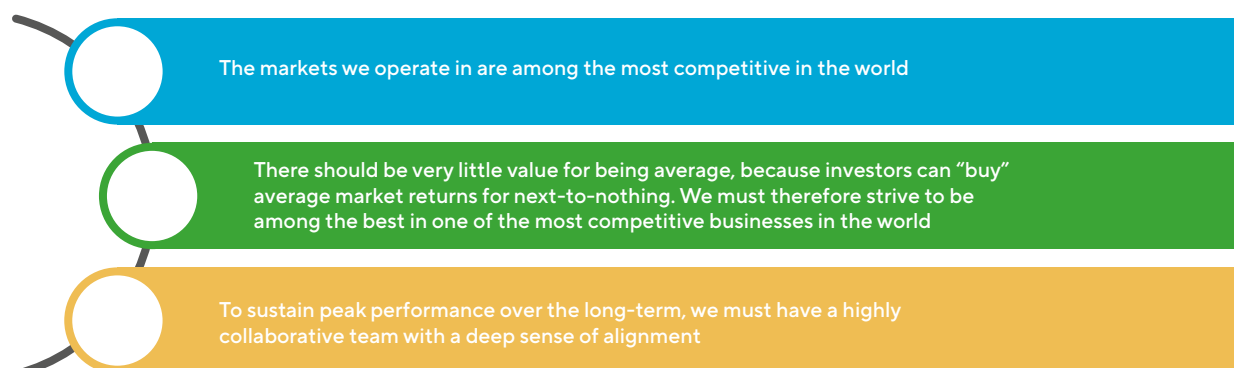 The markets we operate in are among the most competitive in the world
There should be very little value for being average, because investors can “buy”
average market returns for next-to-nothing. We must therefore strive to be
among the best in one of the most competitive businesses in the world
To sustain peak performance over the long-term, we must have a highly
collaborative team with a deep sense of alignment